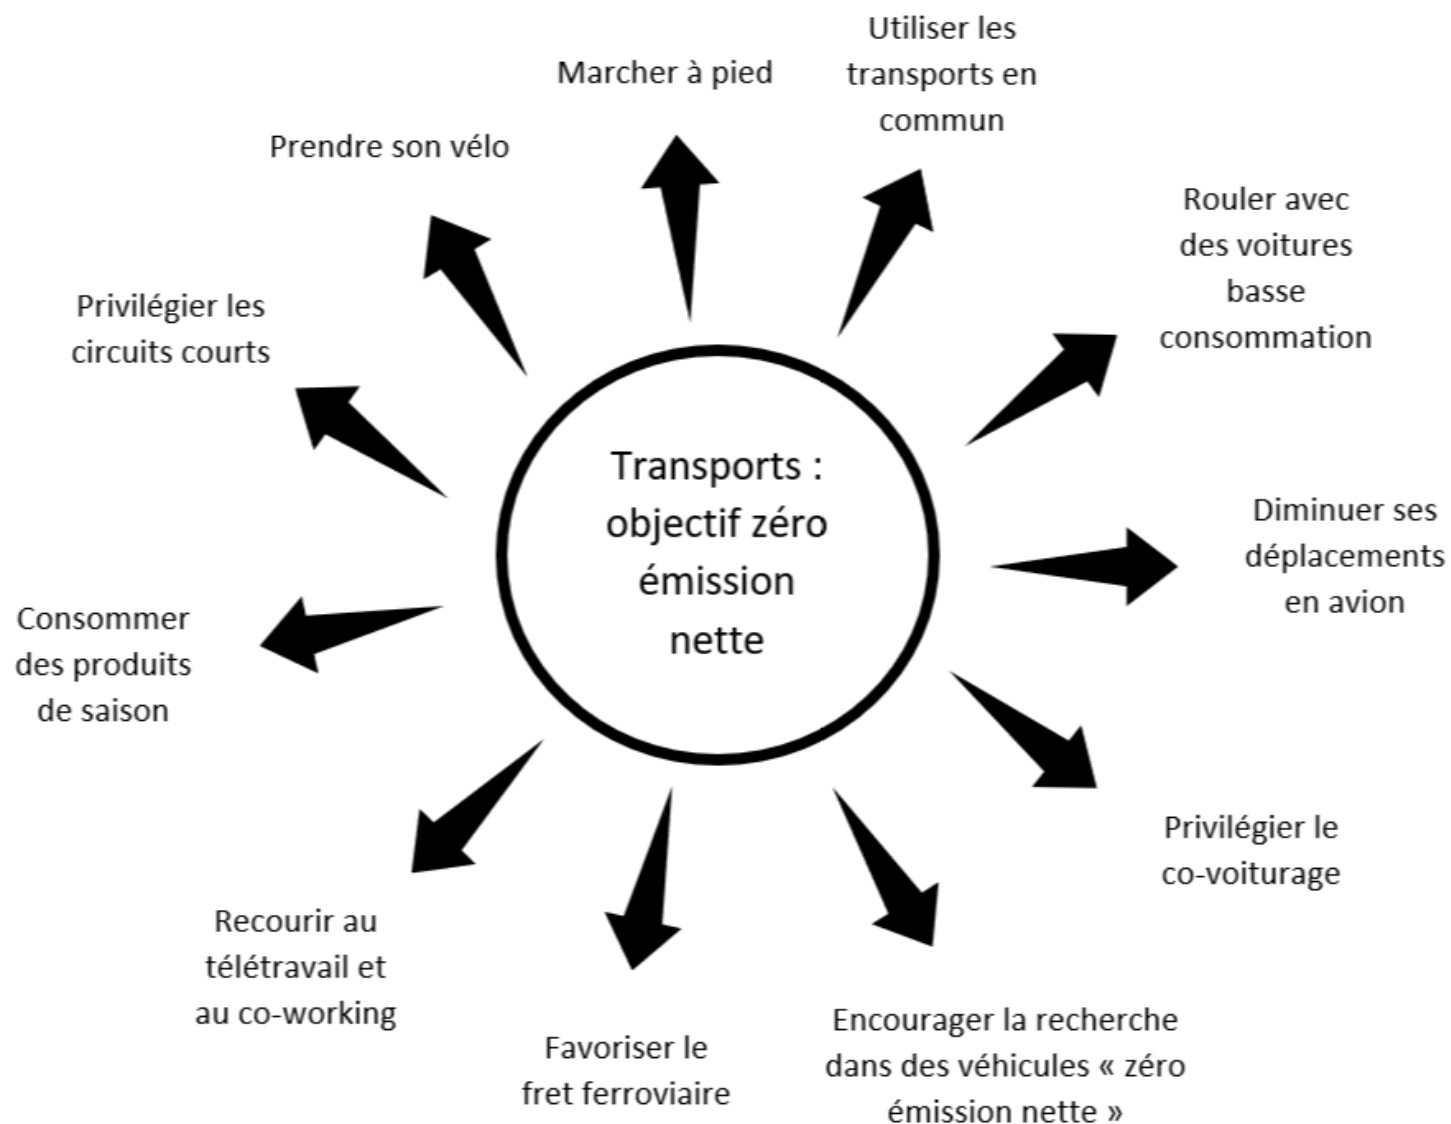 Utiliser les
transports en
commun
Marcher à pied
Prendre son vélo
Rouler avec
des voitures
basse
consommation
Privilégier les
circuits courts
Transports :
objectif zéro
émission
nette
Diminuer ses
déplacements
en avion
Consommer
des produits
de saison
Privilégier le
co-voiturage
Recourir au
télétravail et
au co-working
Favoriser le
fret ferroviaire
Encourager la recherche
dans des véhicules « zéro
émission nette »